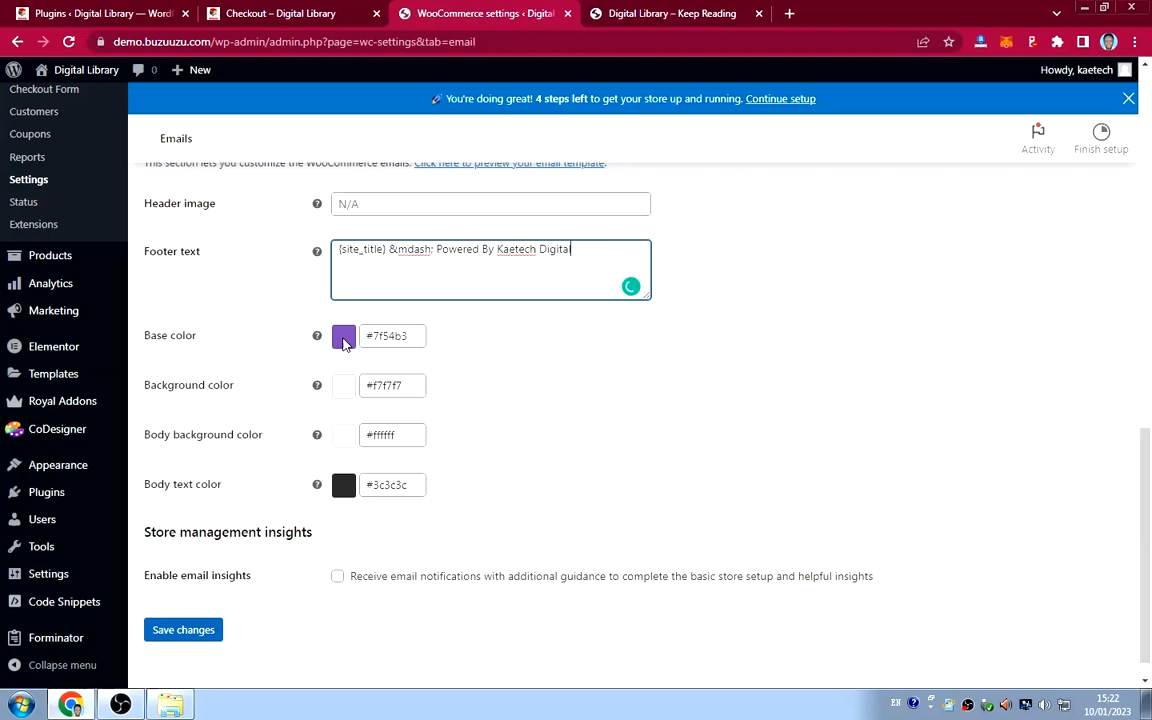 Plugins ‹ Digital Library — Word
Checkout – Digital Library
WooCommerce settings ‹ Digital
Digital Library – Keep Reading
demo.buzuuzu.com/wp-admin/admin.php?page=wc-settings&tab=email
Digital Library
0
New
Howdy, kaetech
Checkout Form
Customers
Coupons
Reports
Settings
Status
Extensions
Products
Analytics
Marketing
Elementor
Templates
Royal Addons
CoDesigner
Appearance
Plugins
Users
Tools
Settings
Code Snippets
Forminator
Collapse menu
🚀 You're doing great! 4 steps left to get your store up and running. Continue setup
Emails
Activity
Finish setup
This section lets you customize the WooCommerce emails. Click here to preview your email template.
Header image
N/A
Footer text
{site_title} &mdash; Powered By Kaetech Digital
Base color
#7f54b3
Background color
#f7f7f7
Body background color
#ffffff
Body text color
#3c3c3c
Store management insights
Enable email insights
Receive email notifications with additional guidance to complete the basic store setup and helpful insights
Save changes
EN
15:22
10/01/2023